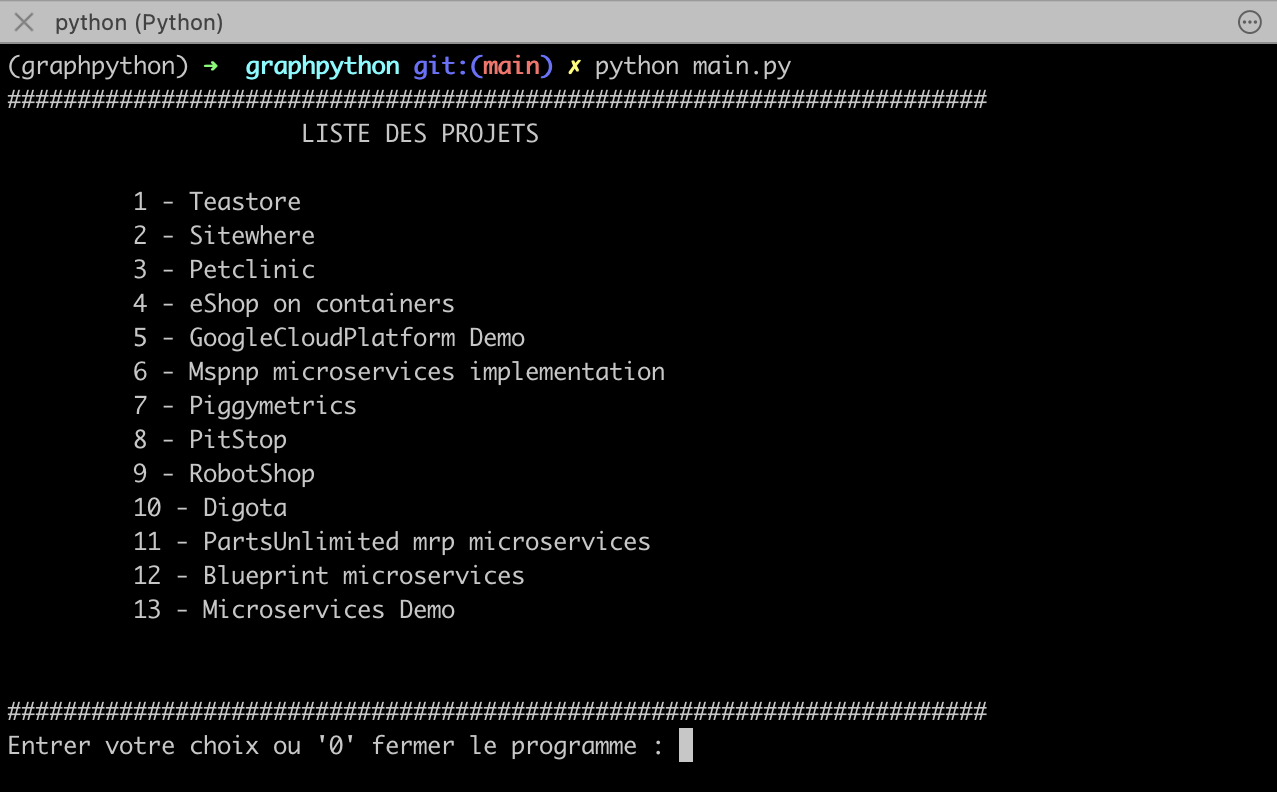 python (Python)
(graphpython) ➜  graphpython git:(main) ✗ python main.py
######################################################################
LISTE DES PROJETS
1 - Teastore
2 - Sitewhere
3 - Petclinic
4 - eShop on containers
5 - GoogleCloudPlatform Demo
6 - Mspnp microservices implementation
7 - Piggymetrics
8 - PitStop
9 - RobotShop
10 - Digota
11 - PartsUnlimited mrp microservices
12 - Blueprint microservices
13 - Microservices Demo
######################################################################
Entrer votre choix ou '0' fermer le programme :